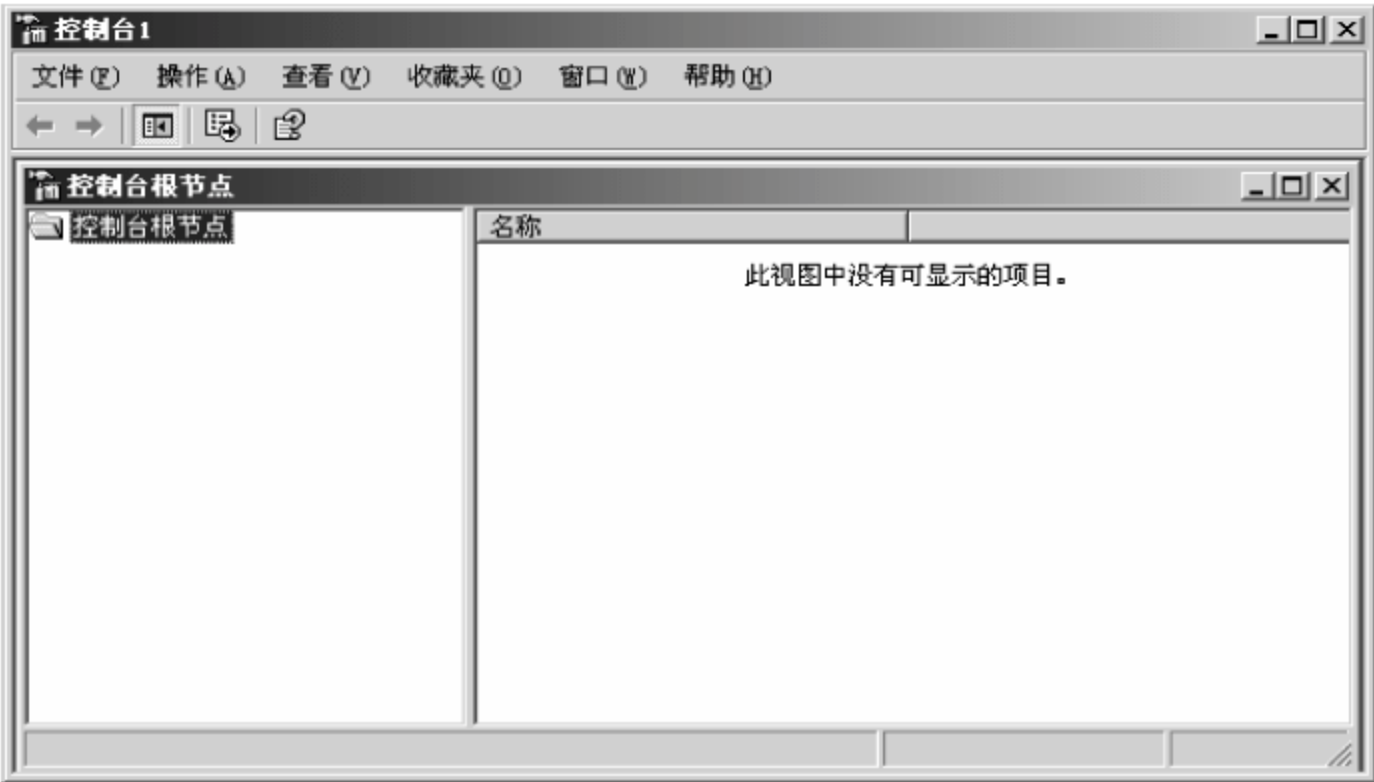 控制台1
文件(F) 操作(A) 查看(V) 收藏夹(O) 窗口(W) 帮助(H)
控制台根节点
控制台根节点
名称
此视图中没有可显示的项目。